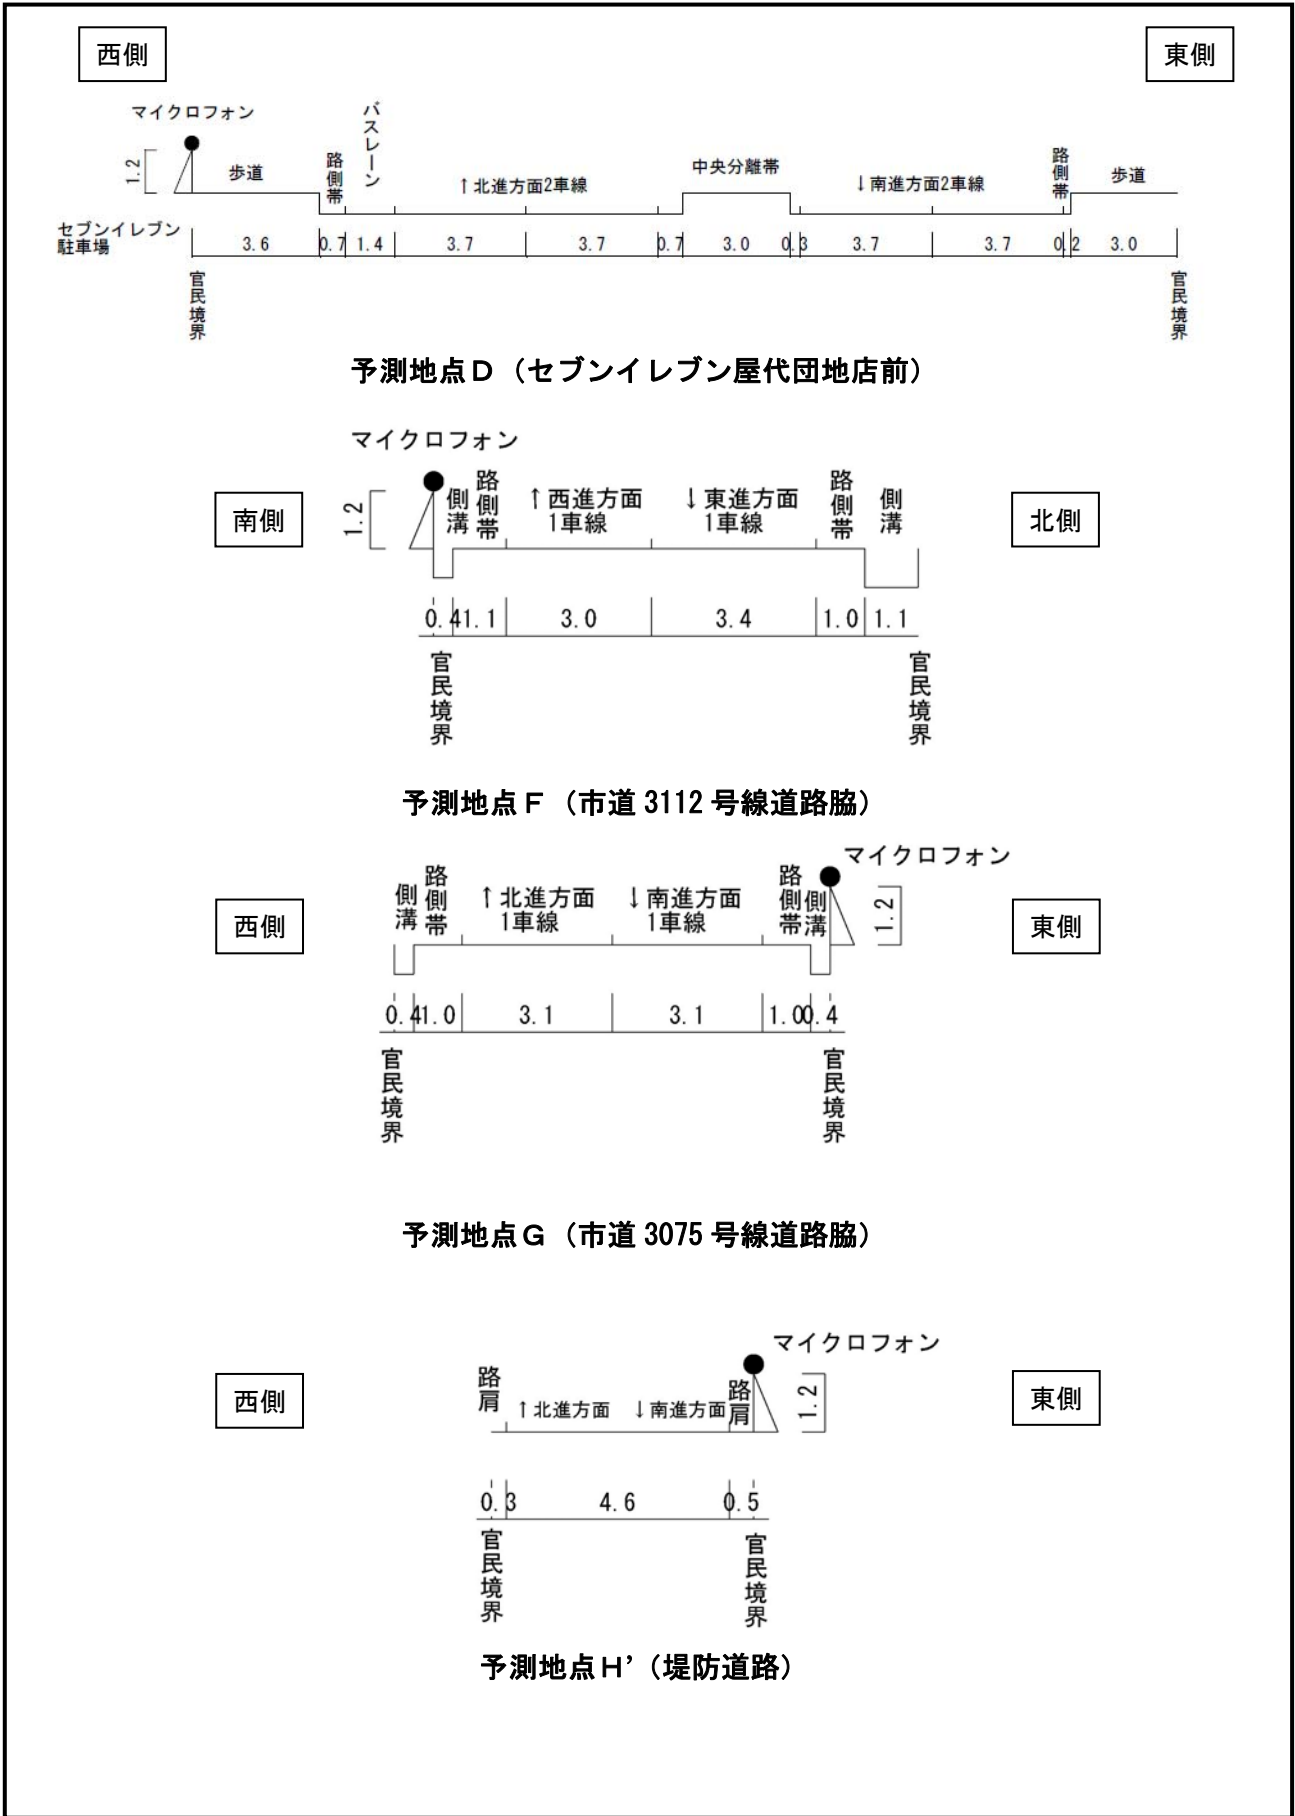 西側
東側
マイクロフォン
1.2
歩道
路側帯
バスレーン
↑北進方面2車線
中央分離帯
↓南進方面2車線
路側帯
歩道
セブンイレブン
駐車場
3.6
0.7
1.4
3.7
3.7
0.7
3.0
0.3
3.7
3.7
0.2
3.0
官民境界
官民境界
予測地点D（セブンイレブン屋代団地店前）
マイクロフォン
南側
1.2
側溝
路側帯
↑西進方面
1車線
↓東進方面
1車線
路側帯
側溝
北側
0.4
1.1
3.0
3.4
1.0
1.1
官民境界
官民境界
予測地点F（市道3112号線道路脇）
マイクロフォン
西側
側溝
路側帯
↑北進方面
1車線
↓南進方面
1車線
路側帯
側溝
1.2
東側
0.4
1.0
3.1
3.1
1.0
0.4
官民境界
官民境界
予測地点G（市道3075号線道路脇）
マイクロフォン
西側
路肩
↑北進方面
↓南進方面
路肩
1.2
東側
0.3
4.6
0.5
官民境界
官民境界
予測地点H’（堤防道路）